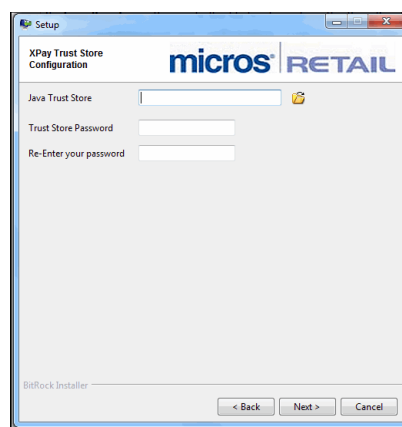 Setup
XPay Trust Store
Configuration
micros® RETAIL
Java Trust Store
Trust Store Password
Re-Enter your password
BitRock Installer
< Back Next > Cancel